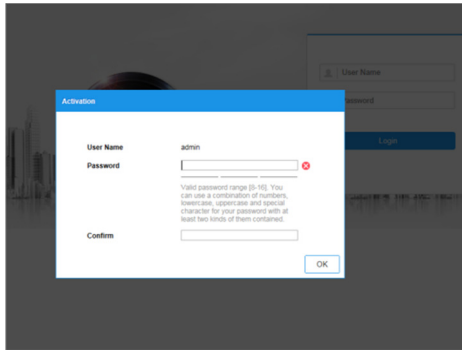 User Name
Password
Login
Activation
User Name admin
Password
Valid password range [8-16]. You
can use a combination of numbers,
lowercase, uppercase and special
character for your password with at
least two kinds of them contained.
Confirm
OK